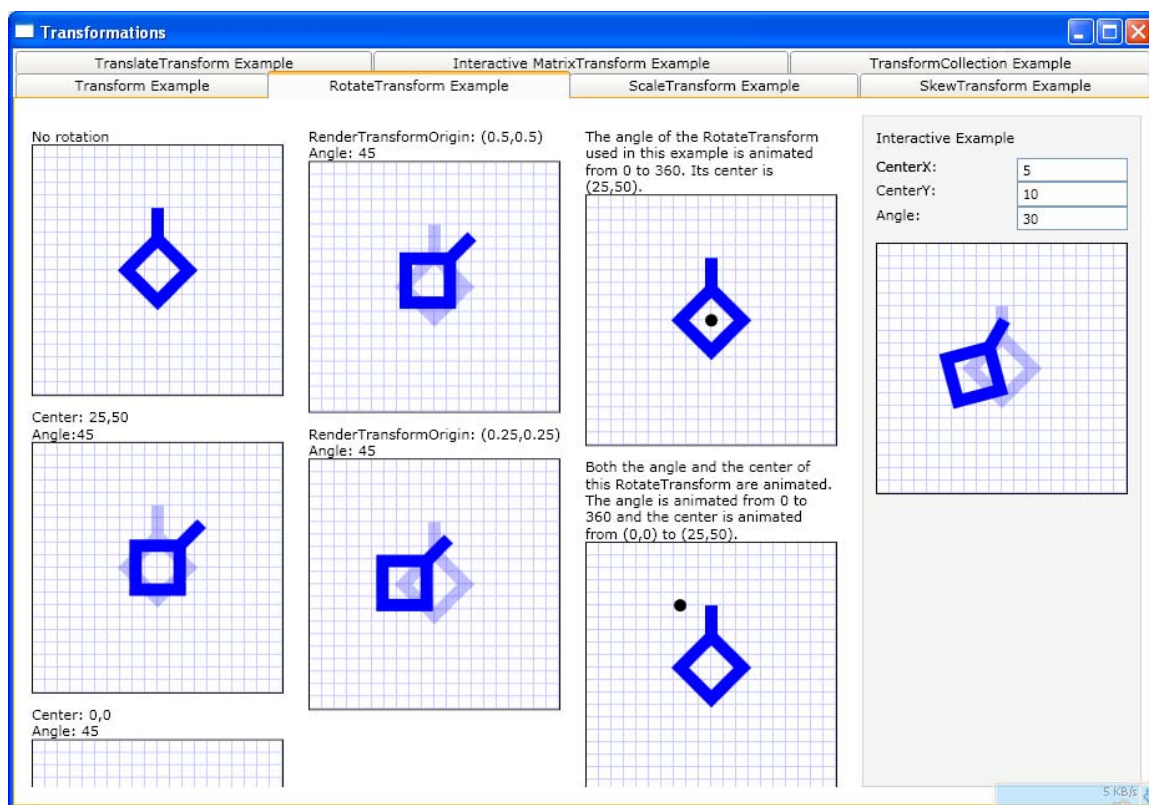 Transformations
TranslateTransform Example
Interactive MatrixTransform Example
TransformCollection Example
Transform Example
RotateTransform Example
ScaleTransform Example
SkewTransform Example
No rotation
Center: 25,50
Angle:45
Center: 0,0
Angle: 45
RenderTransformOrigin: (0.5,0.5)
Angle: 45
RenderTransformOrigin: (0.25,0.25)
Angle: 45
The angle of the RotateTransform
used in this example is animated
from 0 to 360. Its center is
(25,50).
Both the angle and the center of
this RotateTransform are animated.
The angle is animated from 0 to
360 and the center is animated
from (0,0) to (25,50).
Interactive Example
CenterX: 5
CenterY: 10
Angle: 30
5 KB/s